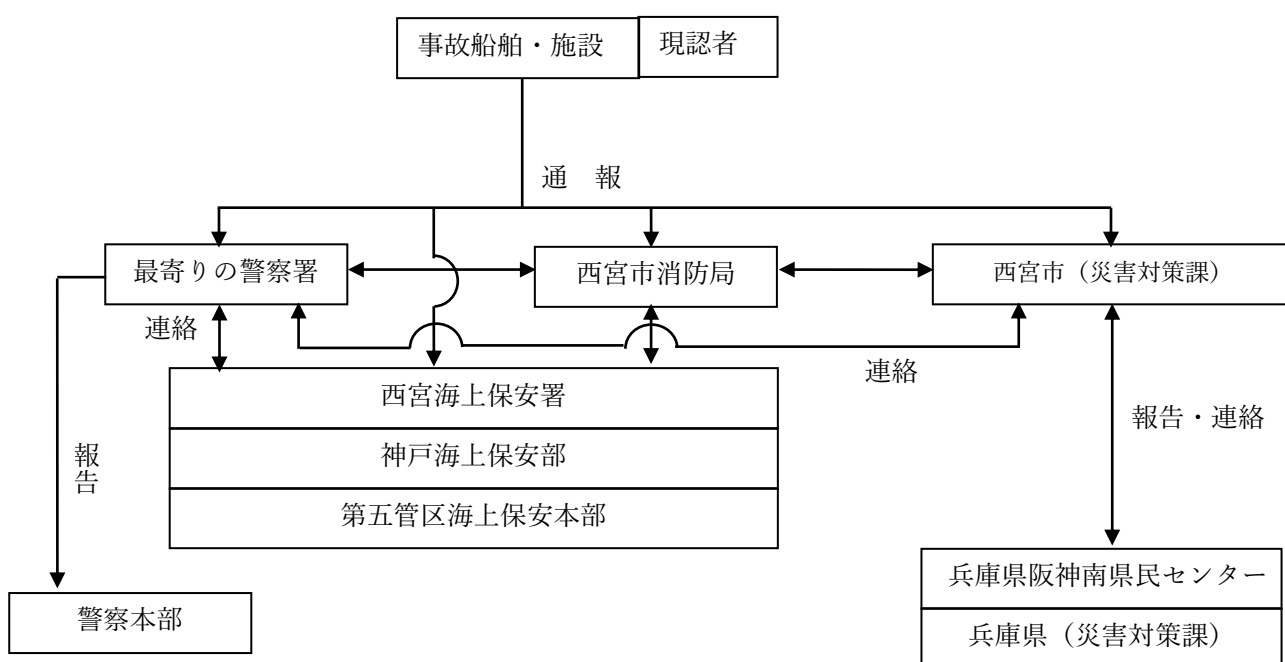 事故船舶・施設
現認者
通　報
最寄りの警察署
西宮市消防局
西宮市（災害対策課）
連絡
連絡
西宮海上保安署
神戸海上保安部
第五管区海上保安本部
報告・連絡
報告
兵庫県阪神南県民センター
兵庫県（災害対策課）
警察本部